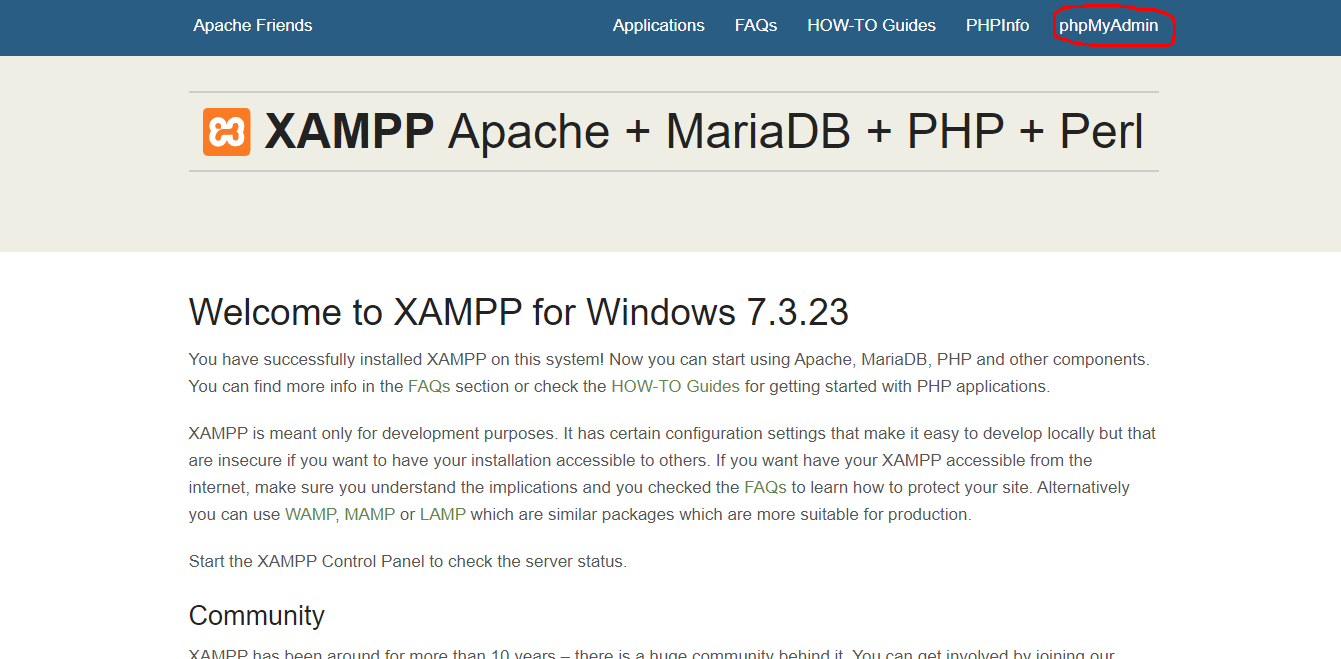 Apache Friends Applications FAQs HOW-TO Guides PHPInfo phpMyAdmin
XAMPP Apache + MariaDB + PHP + Perl
Welcome to XAMPP for Windows 7.3.23
You have successfully installed XAMPP on this system! Now you can start using Apache, MariaDB, PHP and other components.
You can find more info in the FAQs section or check the HOW-TO Guides for getting started with PHP applications.
XAMPP is meant only for development purposes. It has certain configuration settings that make it easy to develop locally but that
are insecure if you want to have your installation accessible to others. If you want have your XAMPP accessible from the
internet, make sure you understand the implications and you checked the FAQs to learn how to protect your site. Alternatively
you can use WAMP, MAMP or LAMP which are similar packages which are more suitable for production.
Start the XAMPP Control Panel to check the server status.
Community
XAMPP has been around for more than 10 years – there is a huge community behind it. You can get involved by joining our